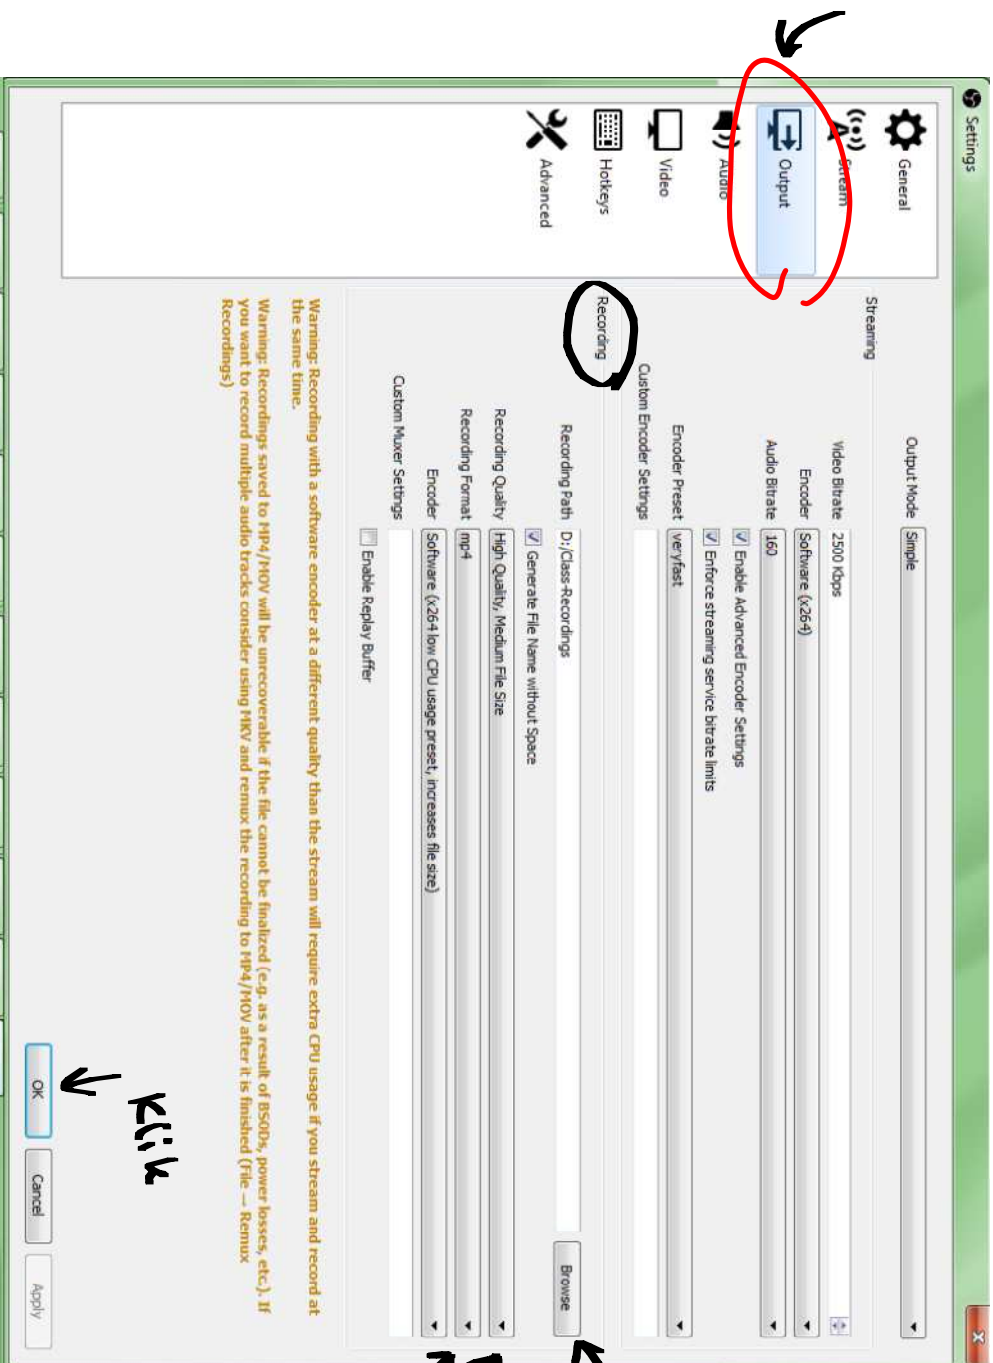 Settings
General
Stream
Output
Audio
Video
Hotkeys
Advanced
Output Mode Simple
Streaming
Video Bitrate 2500 Kbps
Encoder Software (x264)
Audio Bitrate 160
Enable Advanced Encoder Settings
Enforce streaming service bitrate limits
Encoder Preset veryfast
Custom Encoder Settings
Recording
Recording Path D:/Class-Recordings Browse
Generate File Name without Space
Recording Quality High Quality, Medium File Size
Recording Format mp4
Encoder Software (x264 low CPU usage preset, increases file size)
Custom Muxer Settings
Enable Replay Buffer
Warning: Recording with a software encoder at a different quality than the stream will require extra CPU usage if you stream and record at
the same time.
Warning: Recordings saved to MP4/MOV will be unrecoverable if the file cannot be finalized (e.g. as a result of BSODs, power losses, etc.). If
you want to record multiple audio tracks consider using MKV and remux the recording to MP4/MOV after it is finished (File → Remux
Recordings)
Klik
OK Cancel Apply